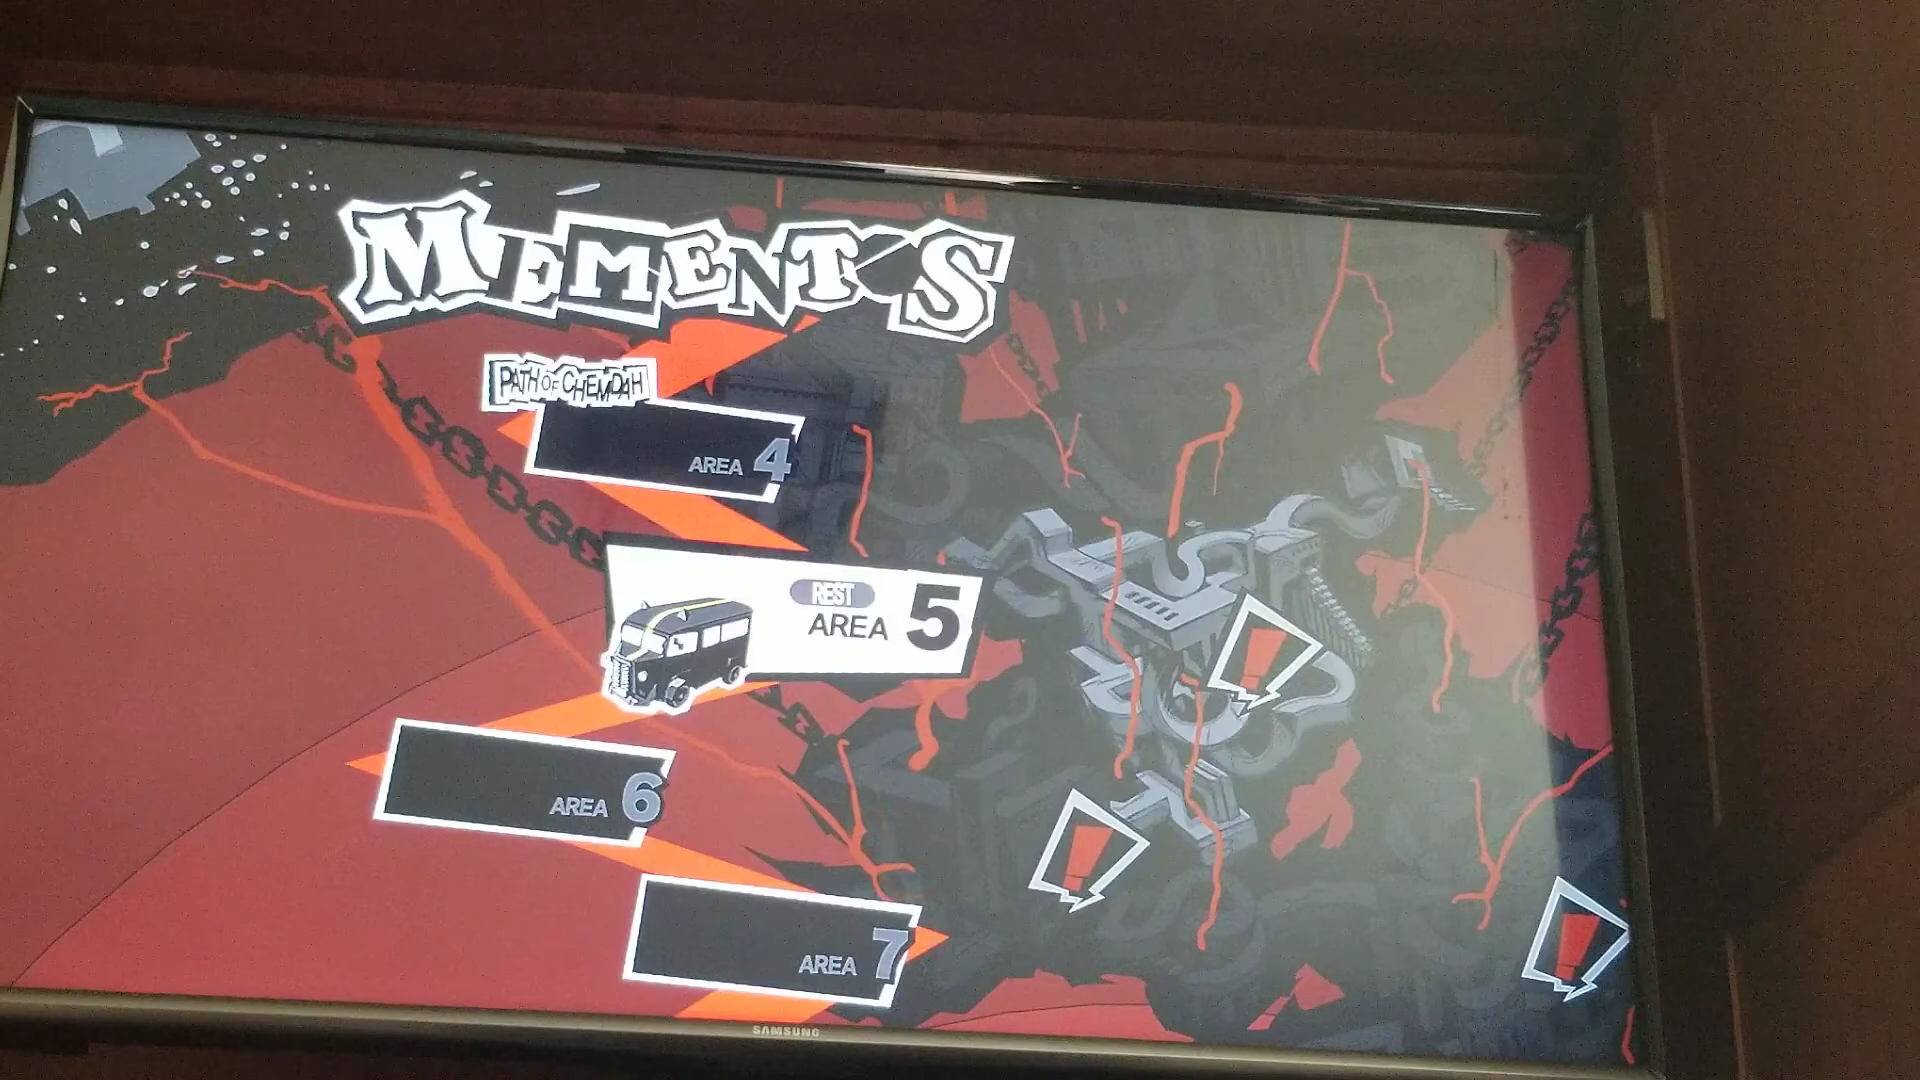 MEMENTOS
PATH OF CHEMDAH
AREA 4
REST
AREA 5
AREA 6
AREA 7
SAMSUNG